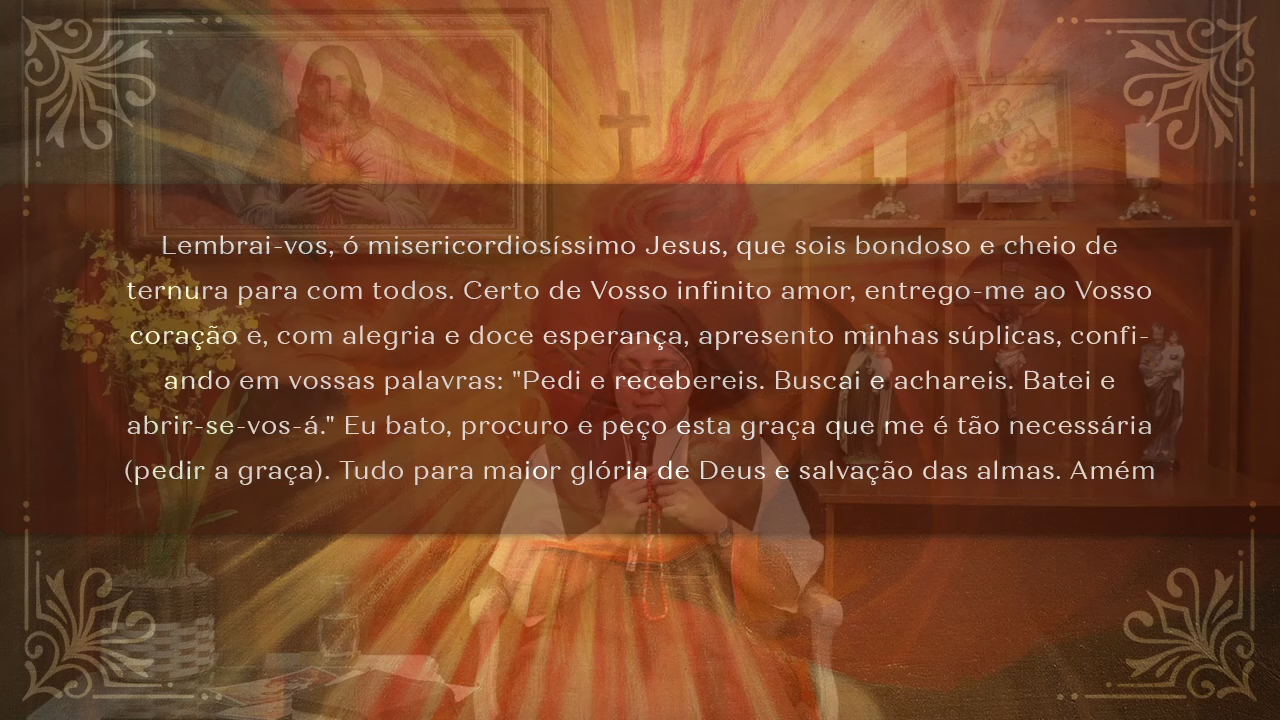 Lembrai-vos, ó misericordiosíssimo Jesus, que sois bondoso e cheio de
ternura para com todos. Certo de Vosso infinito amor, entrego-me ao Vosso
coração e, com alegria e doce esperança, apresento minhas súplicas, confi-
ando em vossas palavras: "Pedi e recebereis. Buscai e achareis. Batei e
abrir-se-vos-á." Eu bato, procuro e peço esta graça que me é tão necessária
(pedir a graça). Tudo para maior glória de Deus e salvação das almas. Amém